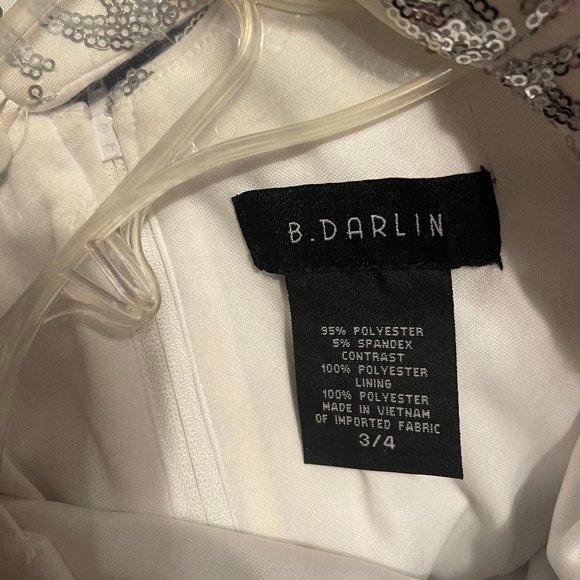 B.DARLIN
95% POLYESTER
5% SPANDEX
CONTRAST
100% POLYESTER
LINING
100% POLYESTER
MADE IN VIETNAM
OF IMPORTED FABRIC
3/4